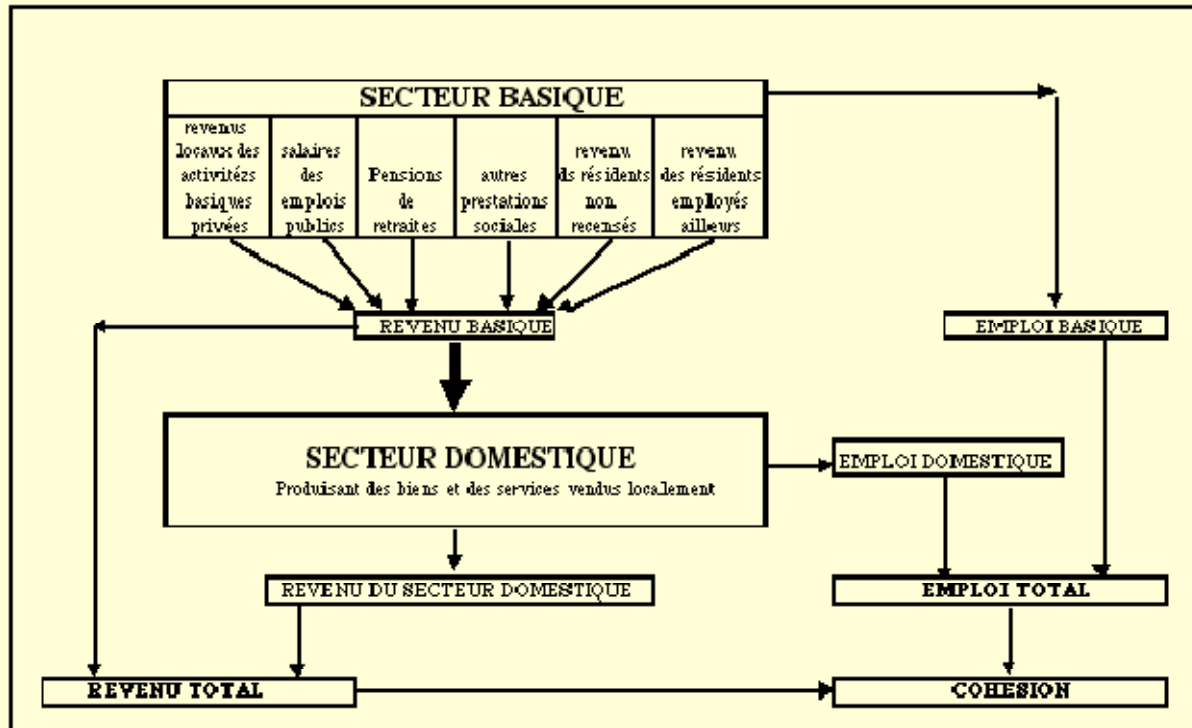 SECTEUR BASIQUE
revenus
locaux des
activitézs
basiques
privées
salaires
des
emplois
publics
Pensions
de
retraites
autres
prestations
sociales
revenu
ds résidents
non
recensés
revenu
des résidents
employés
ailleurs
REVENU BASIQUE
EMPLOI BASIQUE
SECTEUR DOMESTIQUE
Produisant des biens et des services vendus localement
EMPLOI DOMESTIQUE
REVENU DU SECTEUR DOMESTIQUE
EMPLOI TOTAL
REVENU TOTAL
COHESION